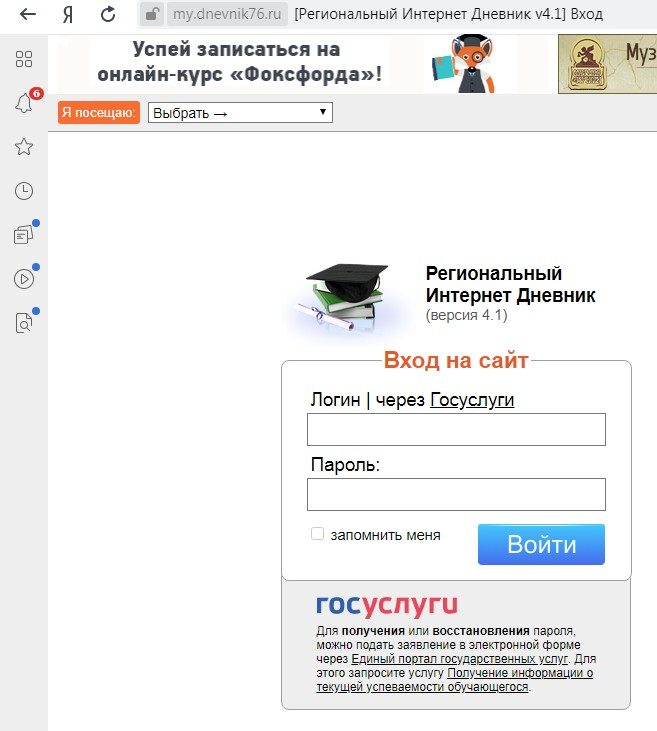 Я my.dnevnik76.ru [Региональный Интернет Дневник v4.1] Вход
6
Успей записаться на
онлайн-курс «Фоксфорда»!
Муз
Я посещаю: Выбрать →
Региональный
Интернет Дневник
(версия 4.1)
Вход на сайт
Логин | через Госуслуги
Пароль:
запомнить меня Войти
госуслуги
Для получения или восстановления пароля,
можно подать заявление в электронной форме
через Единый портал государственных услуг. Для
этого запросите услугу Получение информации о
текущей успеваемости обучающегося.